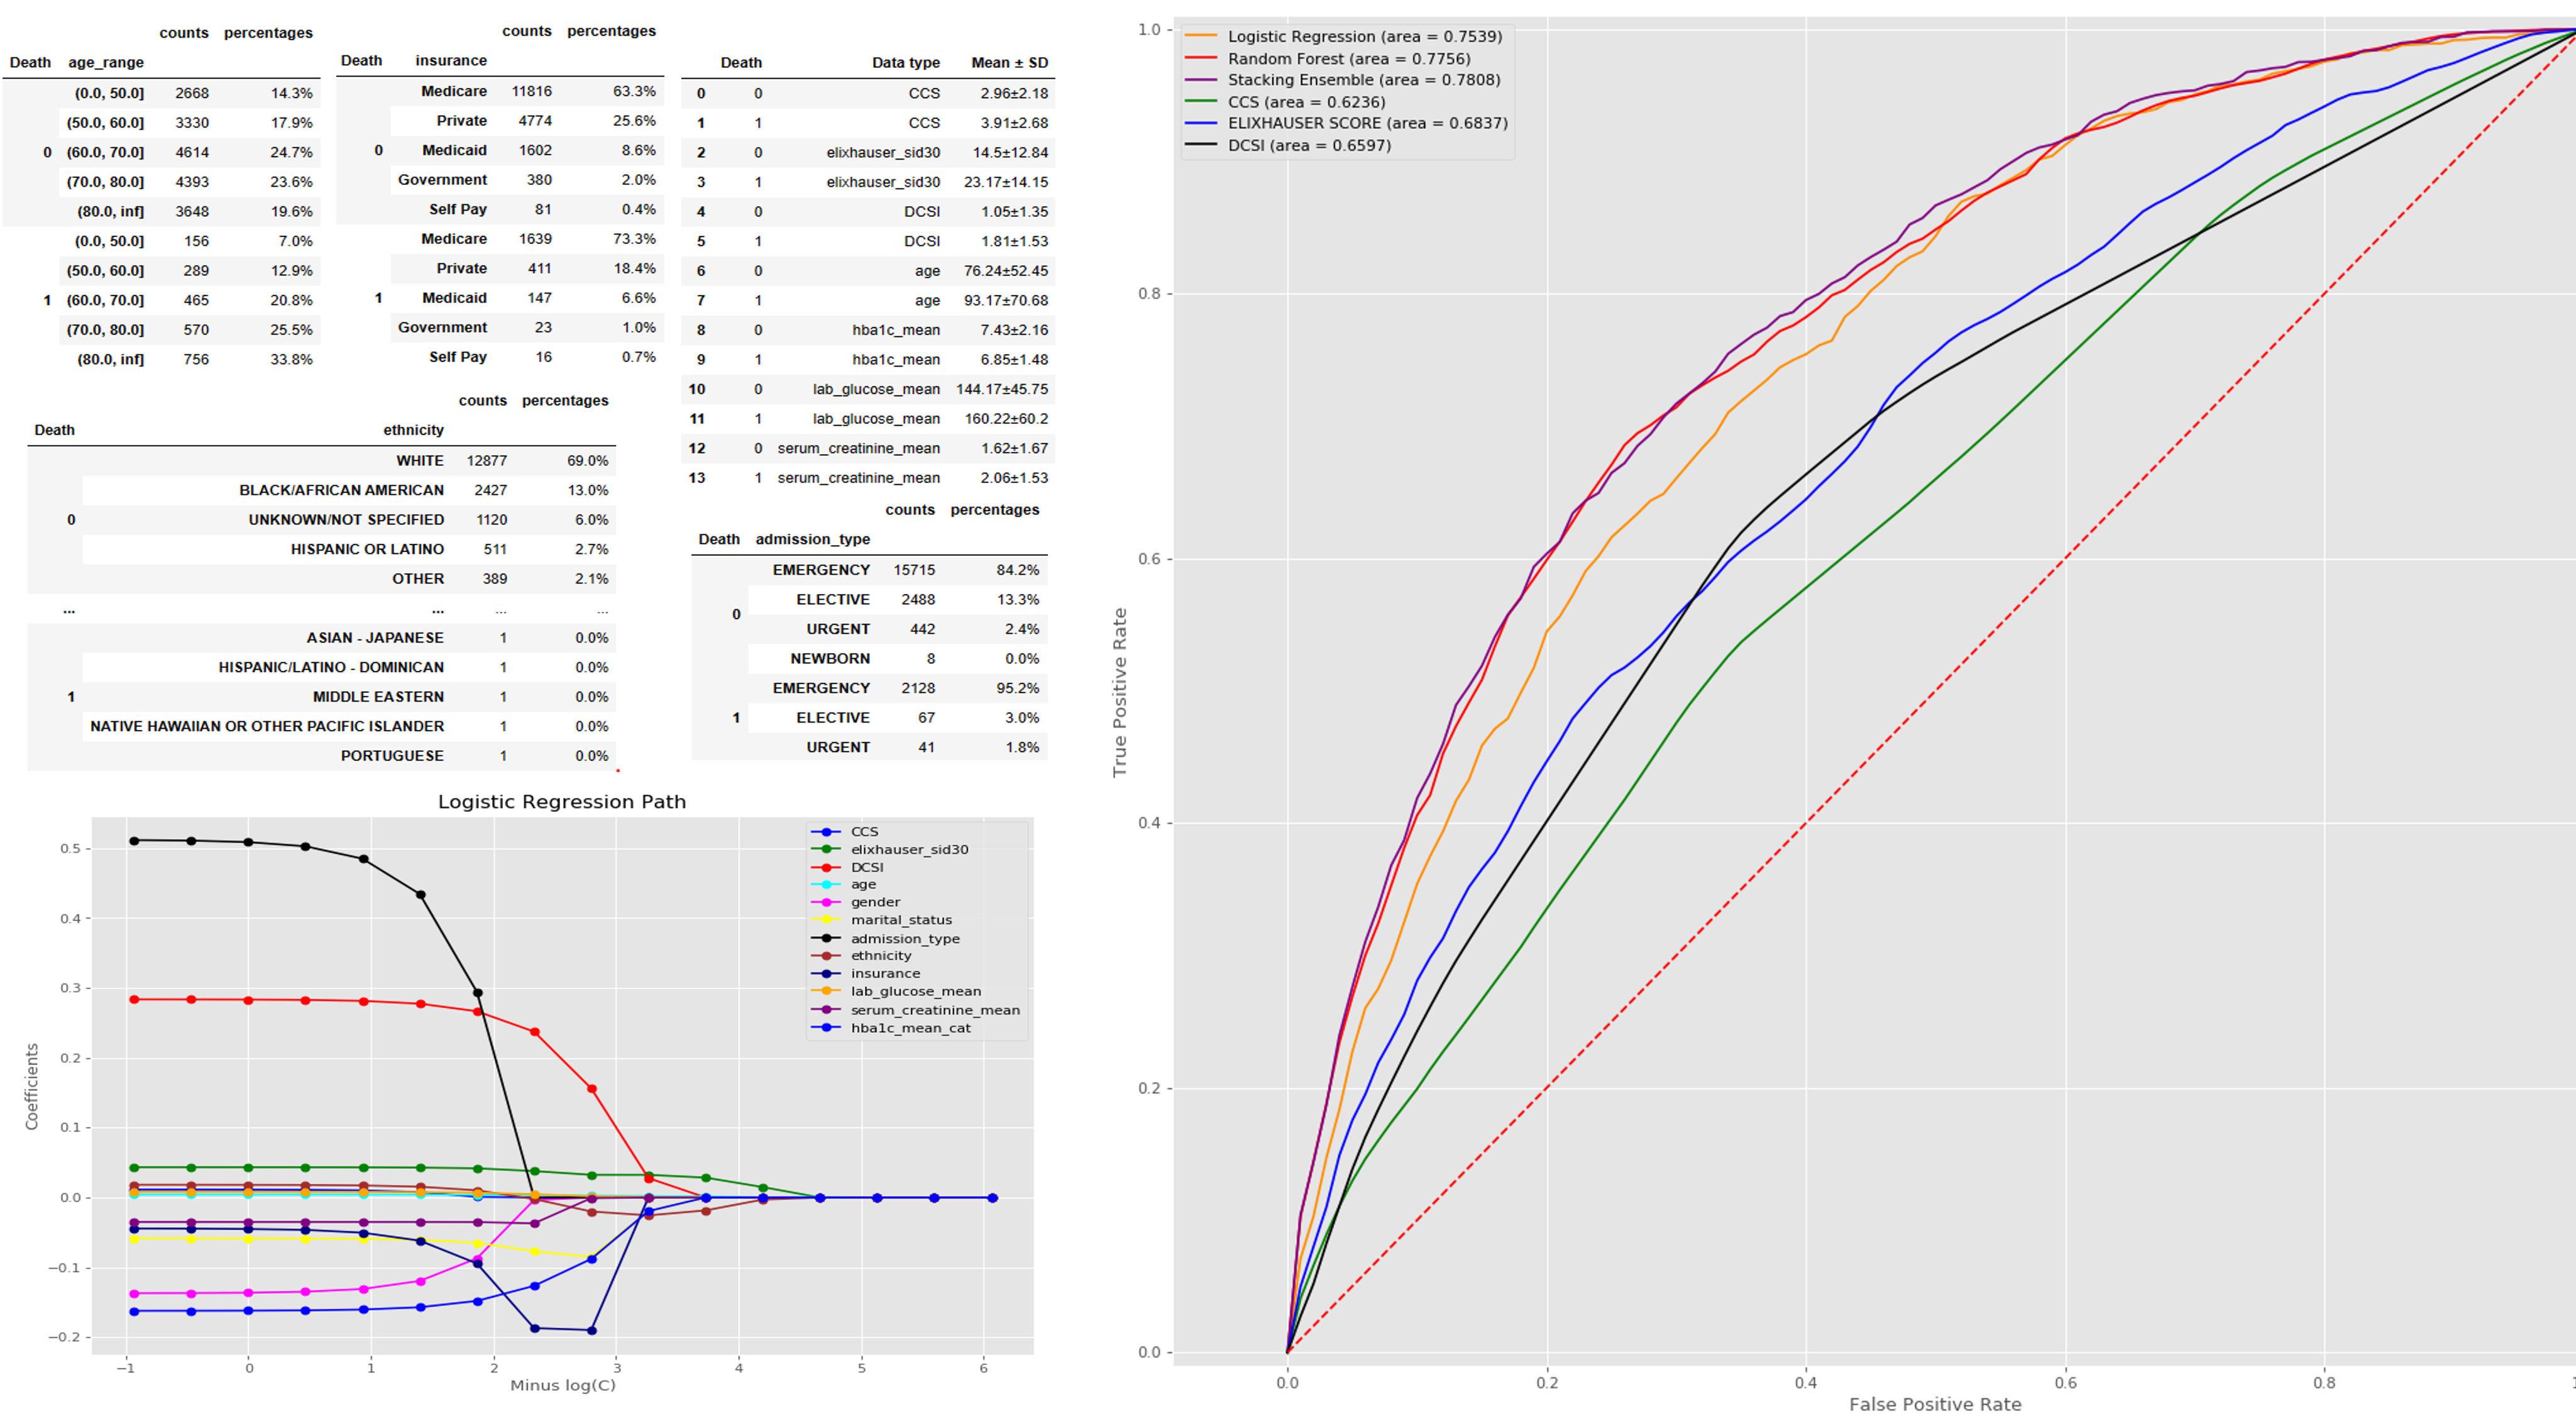 counts percentages
Death age_range
(0.0, 50.0] 2668 14.3%
(50.0, 60.0] 3330 17.9%
0 (60.0, 70.0] 4614 24.7%
(70.0, 80.0] 4393 23.6%
(80.0, inf] 3648 19.6%
(0.0, 50.0] 156 7.0%
(50.0, 60.0] 289 12.9%
1 (60.0, 70.0] 465 20.8%
(70.0, 80.0] 570 25.5%
(80.0, inf] 756 33.8%
counts percentages
Death insurance
Medicare 11816 63.3%
Private 4774 25.6%
0 Medicaid 1602 8.6%
Government 380 2.0%
Self Pay 81 0.4%
Medicare 1639 73.3%
Private 411 18.4%
1 Medicaid 147 6.6%
Government 23 1.0%
Self Pay 16 0.7%
Death Data type Mean ± SD
0 0 CCS 2.96±2.18
1 1 CCS 3.91±2.68
2 0 elixhauser_sid30 14.5±12.84
3 1 elixhauser_sid30 23.17±14.15
4 0 DCSI 1.05±1.35
5 1 DCSI 1.81±1.53
6 0 age 76.24±52.45
7 1 age 93.17±70.68
8 0 hba1c_mean 7.43±2.16
9 1 hba1c_mean 6.85±1.48
10 0 lab_glucose_mean 144.17±45.75
11 1 lab_glucose_mean 160.22±60.2
12 0 serum_creatinine_mean 1.62±1.67
13 1 serum_creatinine_mean 2.06±1.53
counts percentages
Death ethnicity
WHITE 12877 69.0%
BLACK/AFRICAN AMERICAN 2427 13.0%
0 UNKNOWN/NOT SPECIFIED 1120 6.0%
HISPANIC OR LATINO 511 2.7%
OTHER 389 2.1%
... ... ... ...
ASIAN - JAPANESE 1 0.0%
HISPANIC/LATINO - DOMINICAN 1 0.0%
1 MIDDLE EASTERN 1 0.0%
NATIVE HAWAIIAN OR OTHER PACIFIC ISLANDER 1 0.0%
PORTUGUESE 1 0.0%
counts percentages
Death admission_type
EMERGENCY 15715 84.2%
ELECTIVE 2488 13.3%
0
URGENT 442 2.4%
NEWBORN 8 0.0%
EMERGENCY 2128 95.2%
1 ELECTIVE 67 3.0%
URGENT 41 1.8%
Logistic Regression Path
CCS
elixhauser_sid30
DCSI
age
gender
marital_status
admission_type
ethnicity
insurance
lab_glucose_mean
serum_creatinine_mean
hba1c_mean_cat
0.5
0.4
0.3
0.2
0.1
0.0
−0.1
−0.2
Coefficients
−1 0 1 2 3 4 5 6
Minus log(C)
Logistic Regression (area = 0.7539)
Random Forest (area = 0.7756)
Stacking Ensemble (area = 0.7808)
CCS (area = 0.6236)
ELIXHAUSER SCORE (area = 0.6837)
DCSI (area = 0.6597)
1.0
0.8
0.6
0.4
0.2
0.0
True Positive Rate
0.0 0.2 0.4 0.6 0.8
False Positive Rate